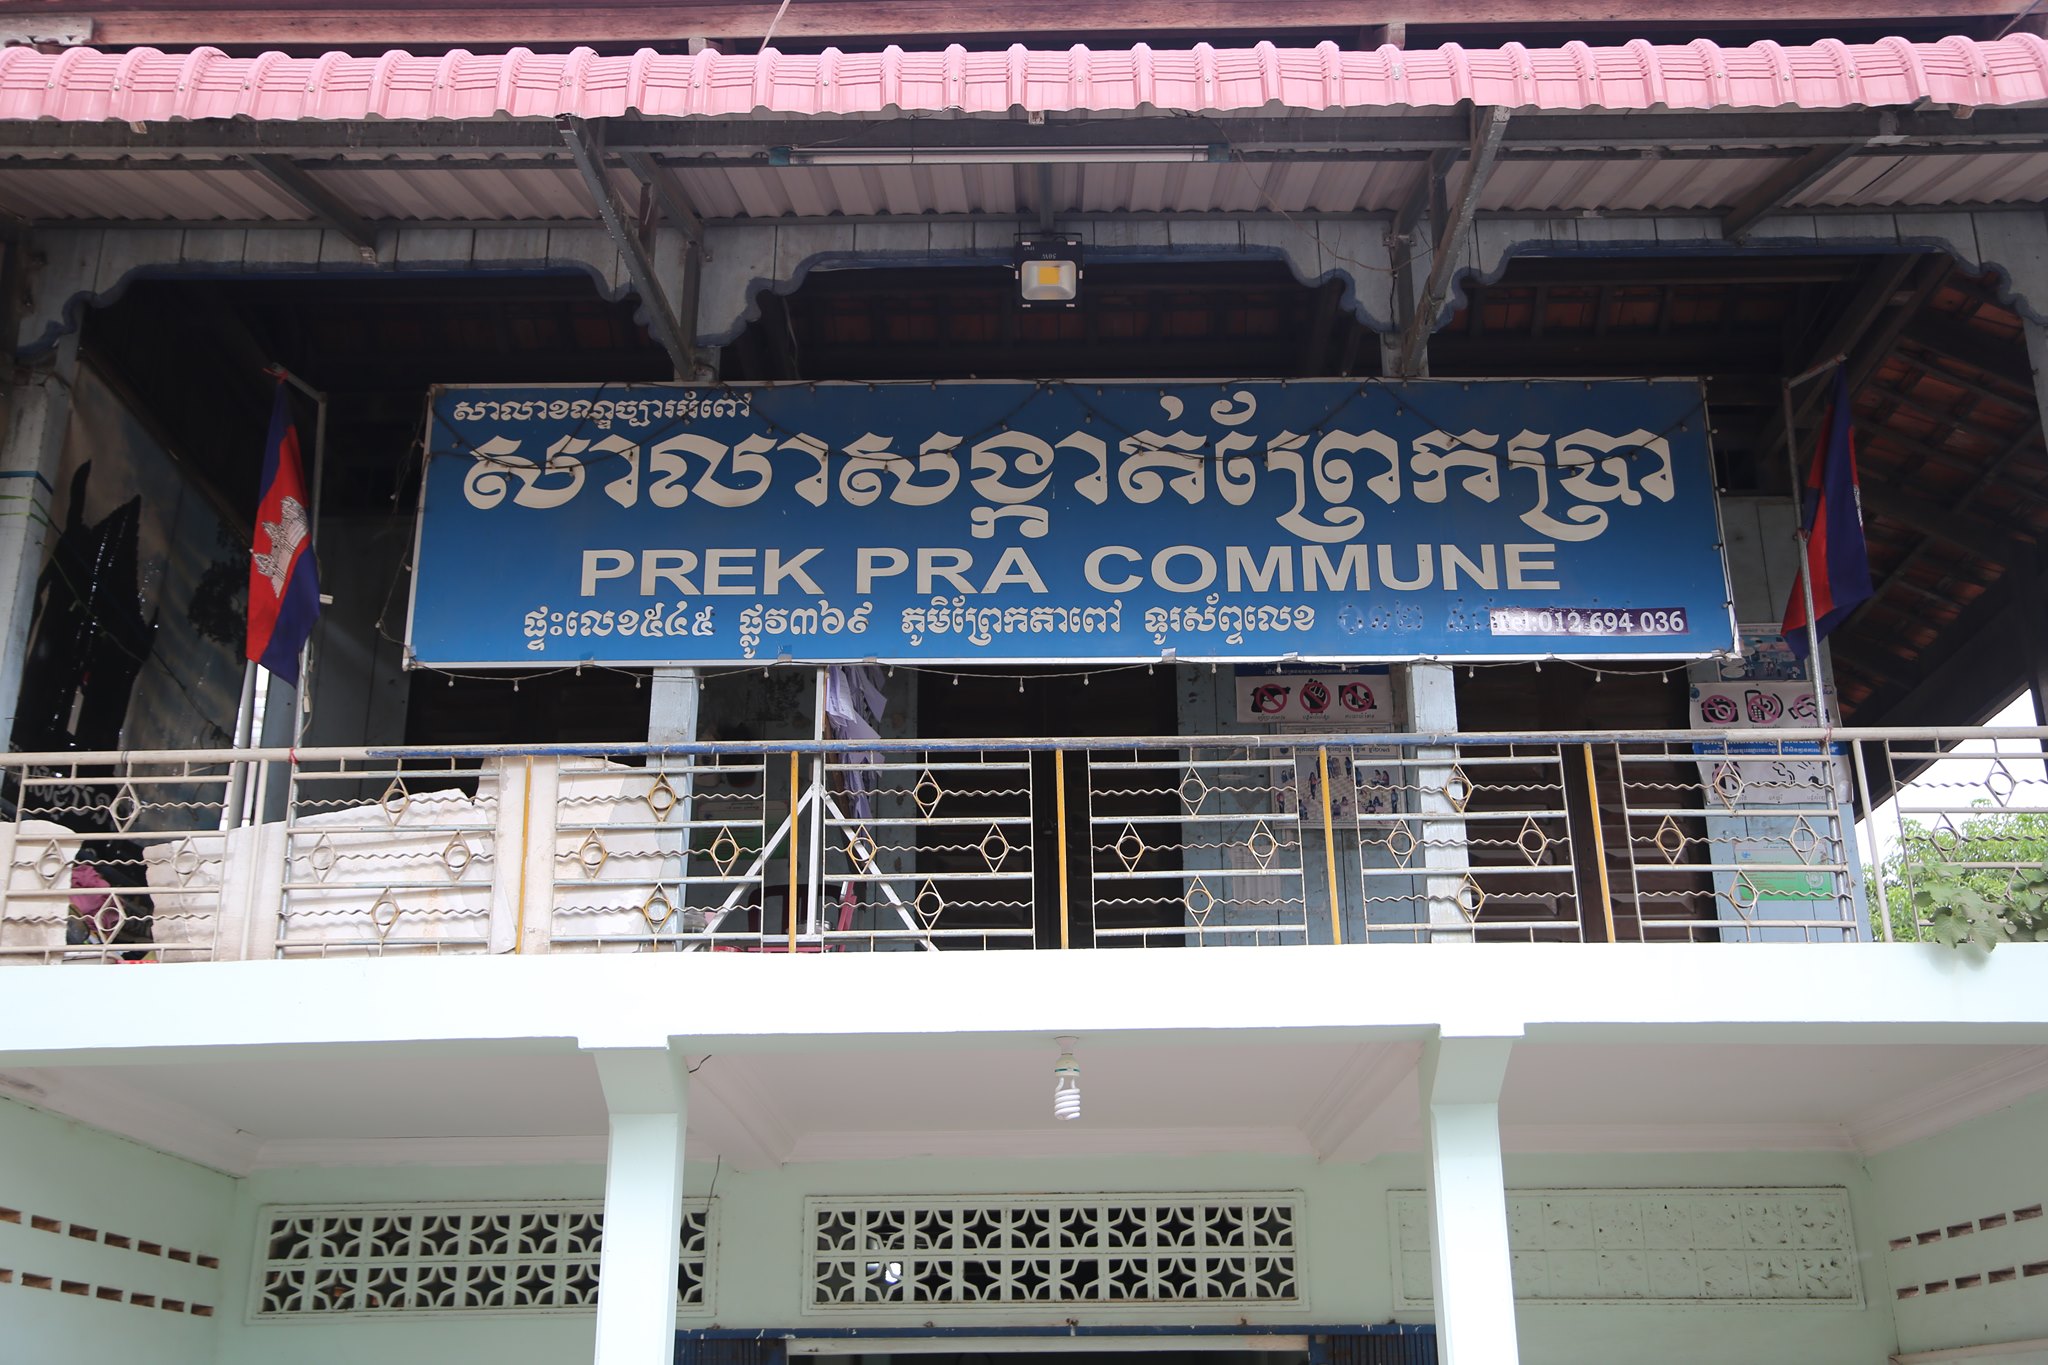 សាលាខណ្ឌច្បារអំពៅ
សាលាសង្កាត់ព្រែកប្រា
PREK PRA COMMUNE
ផ្ទះលេខ៥៤៥ ផ្លូវ៣៦៩ ភូមិព្រែកតាពៅ ទូរស័ព្ទលេខ Tel:012 694 036